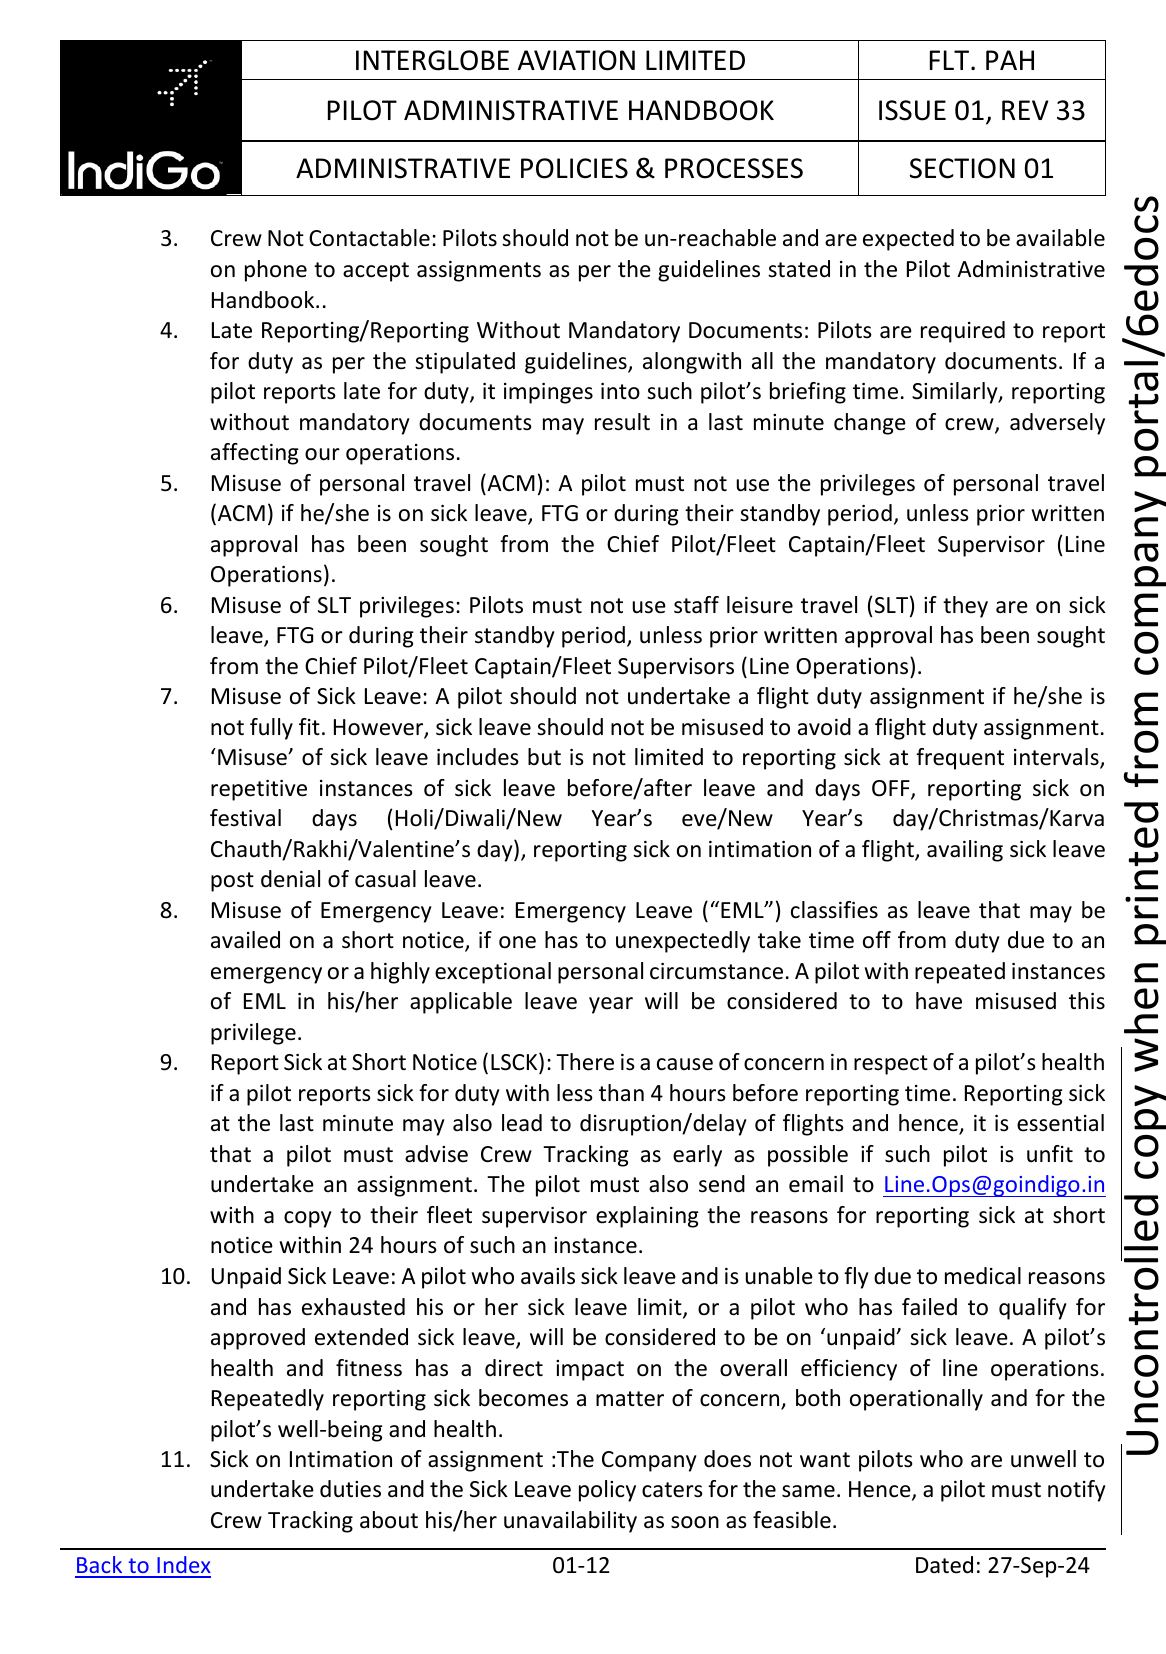 INTERGLOBE AVIATION LIMITED
FLT. PAH
PILOT ADMINISTRATIVE HANDBOOK
ISSUE 01, REV 33
IndiGo
ADMINISTRATIVE POLICIES & PROCESSES
SECTION 01
3. Crew Not Contactable: Pilots should not be un-reachable and are expected to be available
on phone to accept assignments as per the guidelines stated in the Pilot Administrative
Handbook..
4. Late Reporting/Reporting Without Mandatory Documents: Pilots are required to report
for duty as per the stipulated guidelines, alongwith all the mandatory documents. If a
pilot reports late for duty, it impinges into such pilot’s briefing time. Similarly, reporting
without mandatory documents may result in a last minute change of crew, adversely
affecting our operations.
5. Misuse of personal travel (ACM): A pilot must not use the privileges of personal travel
(ACM) if he/she is on sick leave, FTG or during their standby period, unless prior written
approval has been sought from the Chief Pilot/Fleet Captain/Fleet Supervisor (Line
Operations).
6. Misuse of SLT privileges: Pilots must not use staff leisure travel (SLT) if they are on sick
leave, FTG or during their standby period, unless prior written approval has been sought
from the Chief Pilot/Fleet Captain/Fleet Supervisors (Line Operations).
7. Misuse of Sick Leave: A pilot should not undertake a flight duty assignment if he/she is
not fully fit. However, sick leave should not be misused to avoid a flight duty assignment.
‘Misuse’ of sick leave includes but is not limited to reporting sick at frequent intervals,
repetitive instances of sick leave before/after leave and days OFF, reporting sick on
festival days (Holi/Diwali/New Year’s eve/New Year’s day/Christmas/Karva
Chauth/Rakhi/Valentine’s day), reporting sick on intimation of a flight, availing sick leave
post denial of casual leave.
8. Misuse of Emergency Leave: Emergency Leave (“EML”) classifies as leave that may be
availed on a short notice, if one has to unexpectedly take time off from duty due to an
emergency or a highly exceptional personal circumstance. A pilot with repeated instances
of EML in his/her applicable leave year will be considered to to have misused this
privilege.
9. Report Sick at Short Notice (LSCK): There is a cause of concern in respect of a pilot’s health
if a pilot reports sick for duty with less than 4 hours before reporting time. Reporting sick
at the last minute may also lead to disruption/delay of flights and hence, it is essential
that a pilot must advise Crew Tracking as early as possible if such pilot is unfit to
undertake an assignment. The pilot must also send an email to Line.Ops@goindigo.in
with a copy to their fleet supervisor explaining the reasons for reporting sick at short
notice within 24 hours of such an instance.
10. Unpaid Sick Leave: A pilot who avails sick leave and is unable to fly due to medical reasons
and has exhausted his or her sick leave limit, or a pilot who has failed to qualify for
approved extended sick leave, will be considered to be on ‘unpaid’ sick leave. A pilot’s
health and fitness has a direct impact on the overall efficiency of line operations.
Repeatedly reporting sick becomes a matter of concern, both operationally and for the
pilot’s well-being and health.
11. Sick on Intimation of assignment :The Company does not want pilots who are unwell to
undertake duties and the Sick Leave policy caters for the same. Hence, a pilot must notify
Crew Tracking about his/her unavailability as soon as feasible.
Back to Index
01-12
Dated: 27-Sep-24
Uncontrolled copy when printed from company portal/6edocs